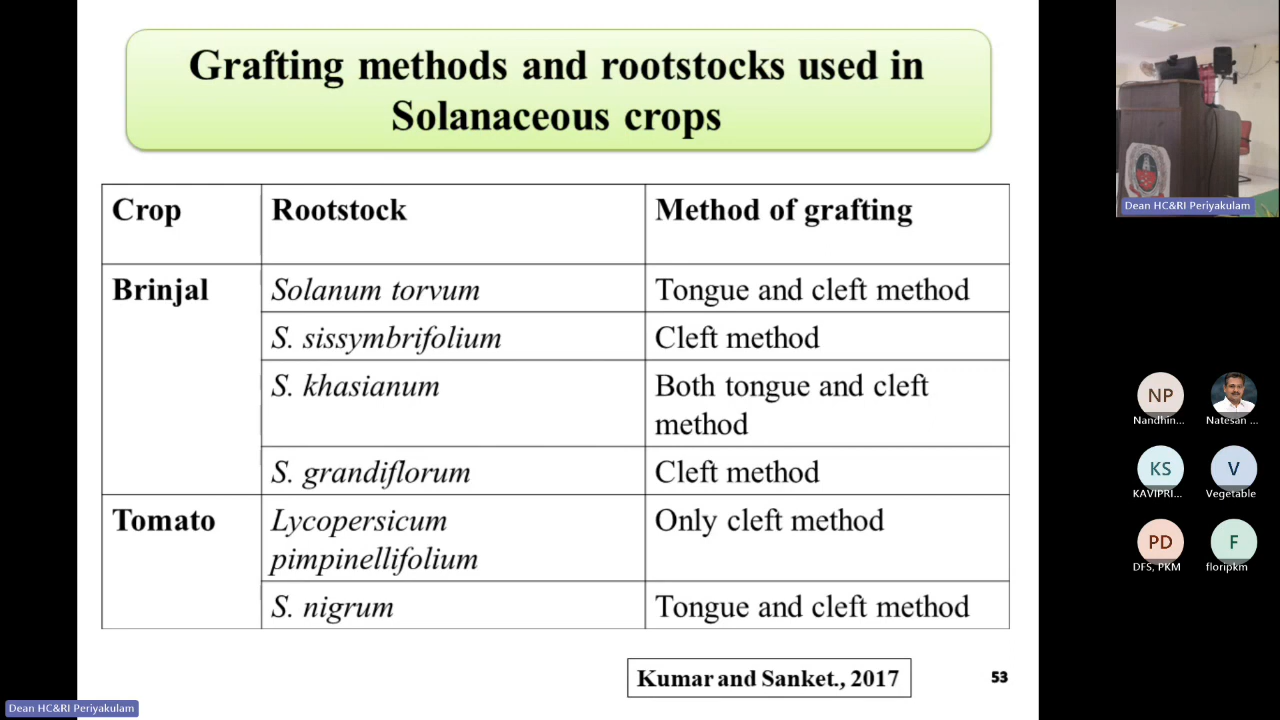 Grafting methods and rootstocks used in
Solanaceous crops
Crop Rootstock Method of grafting
Brinjal Solanum torvum Tongue and cleft method
S. sissymbrifolium Cleft method
S. khasianum Both tongue and cleft
method
S. grandiflorum Cleft method
Tomato Lycopersicum Only cleft method
pimpinellifolium
S. nigrum Tongue and cleft method
Kumar and Sanket., 2017
53
Dean HC&RI Periyakulam
Dean HC&RI Periyakulam
NP
Nandhin...
Natesan ...
KS
KAVIPRI...
V
Vegetable
PD
DFS, PKM
F
floripkm